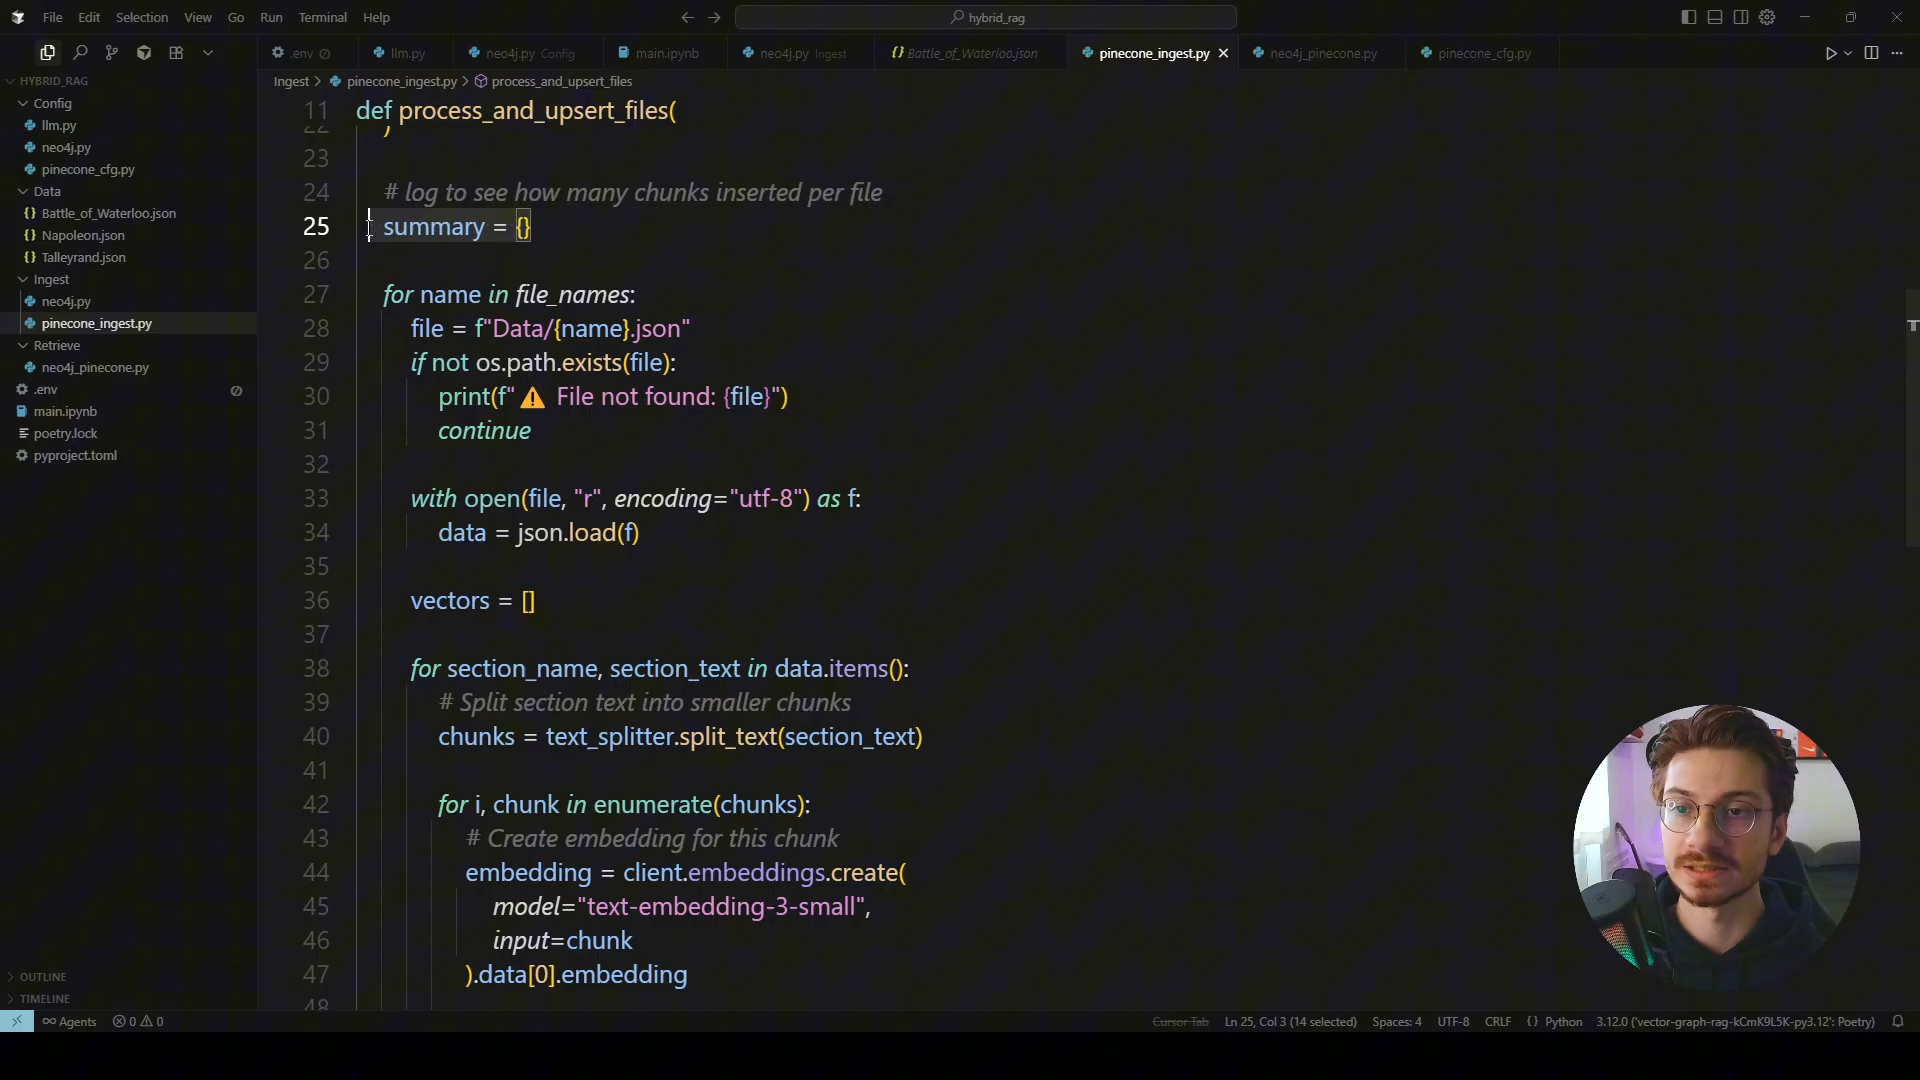 File Edit Selection View Go Run Terminal Help
hybrid_rag
.env
llm.py
neo4j.py Config
main.ipynb
neo4j.py Ingest
Battle_of_Waterloo.json
pinecone_ingest.py
neo4j_pinecone.py
pinecone_cfg.py
HYBRID_RAG
Config
llm.py
neo4j.py
pinecone_cfg.py
Data
Battle_of_Waterloo.json
Napoleon.json
Talleyrand.json
Ingest
neo4j.py
pinecone_ingest.py
Retrieve
neo4j_pinecone.py
.env
main.ipynb
poetry.lock
pyproject.toml
OUTLINE
TIMELINE
Ingest > pinecone_ingest.py > process_and_upsert_files
11 def process_and_upsert_files(
22 )
23
24 # log to see how many chunks inserted per file
25 summary = {}
26
27 for name in file_names:
28 file = f"Data/{name}.json"
29 if not os.path.exists(file):
30 print(f"⚠️ File not found: {file}")
31 continue
32
33 with open(file, "r", encoding="utf-8") as f:
34 data = json.load(f)
35
36 vectors = []
37
38 for section_name, section_text in data.items():
39 # Split section text into smaller chunks
40 chunks = text_splitter.split_text(section_text)
41
42 for i, chunk in enumerate(chunks):
43 # Create embedding for this chunk
44 embedding = client.embeddings.create(
45 model="text-embedding-3-small",
46 input=chunk
47 ).data[0].embedding
48
Agents 0 0
Cursor Tab Ln 25, Col 3 (14 selected) Spaces: 4 UTF-8 CRLF {} Python 3.12.0 ('vector-graph-rag-kCmK9L5K-py3.12': Poetry)